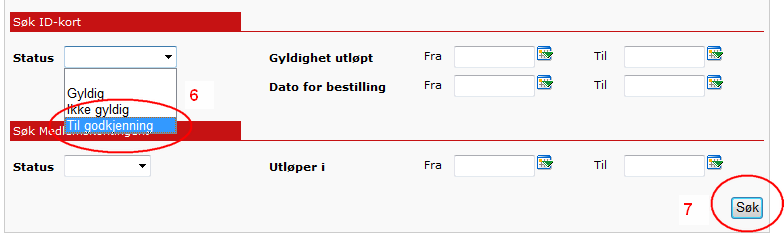 Søk ID-kort
Status Gyldighet utløpt Fra Til
Dato for bestilling Fra Til
Gyldig
6
Ikke gyldig
Til godkjenning
Søk
Status Utløper i Fra Til
7 Søk